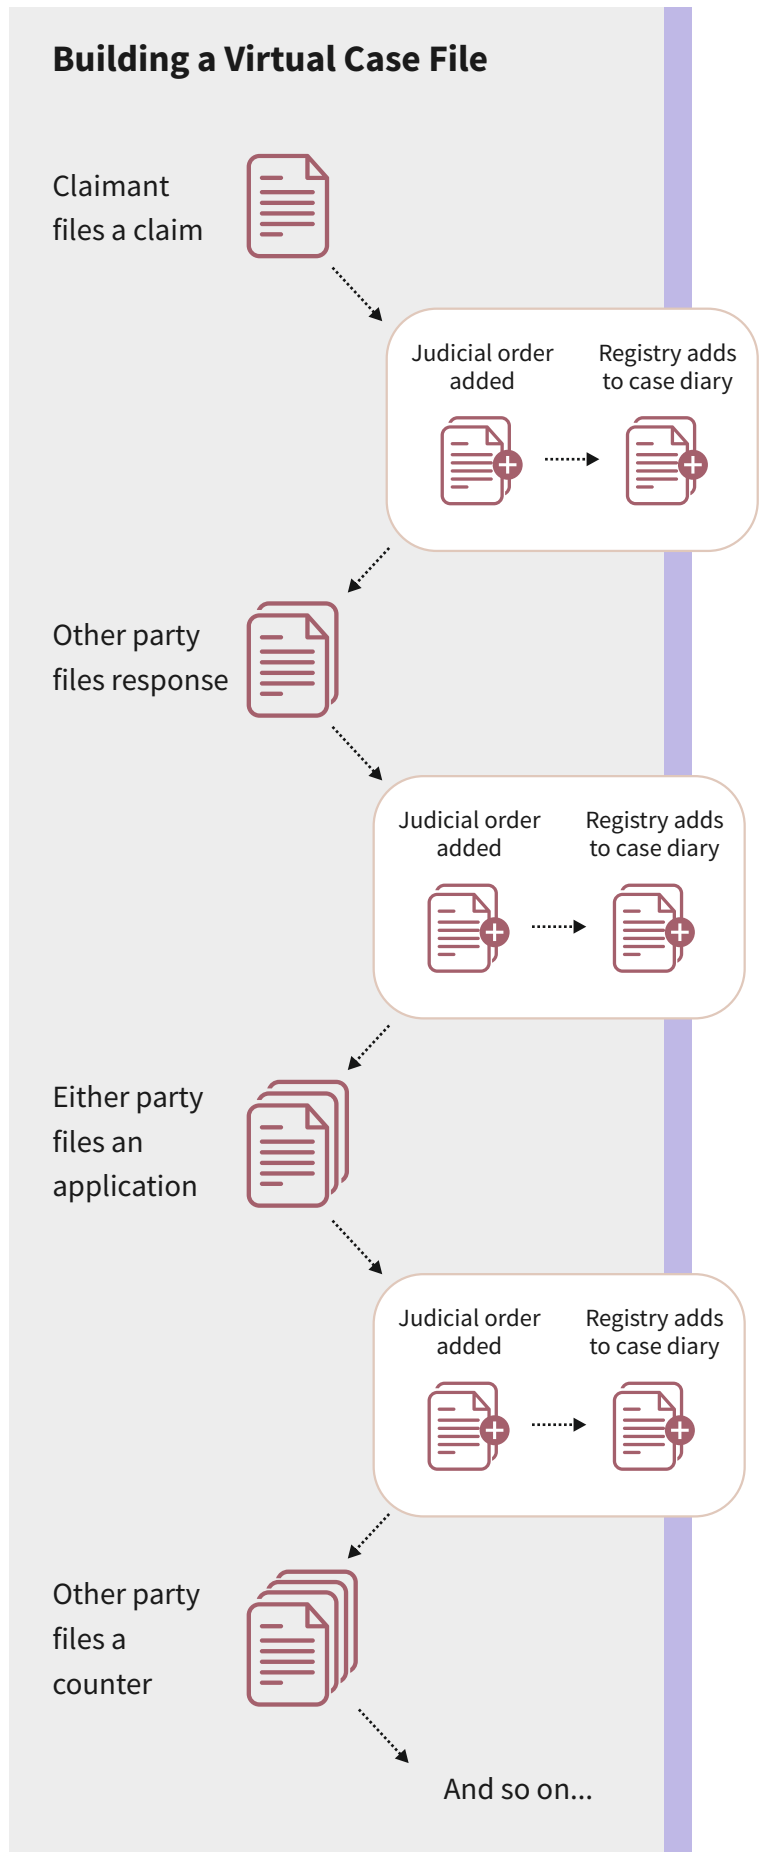 Building a Virtual Case File
Claimant
files a claim
Judicial order
added
Registry adds
to case diary
Other party
files response
Judicial order
added
Registry adds
to case diary
Either party
files an
application
Judicial order
added
Registry adds
to case diary
Other party
files a
counter
And so on...